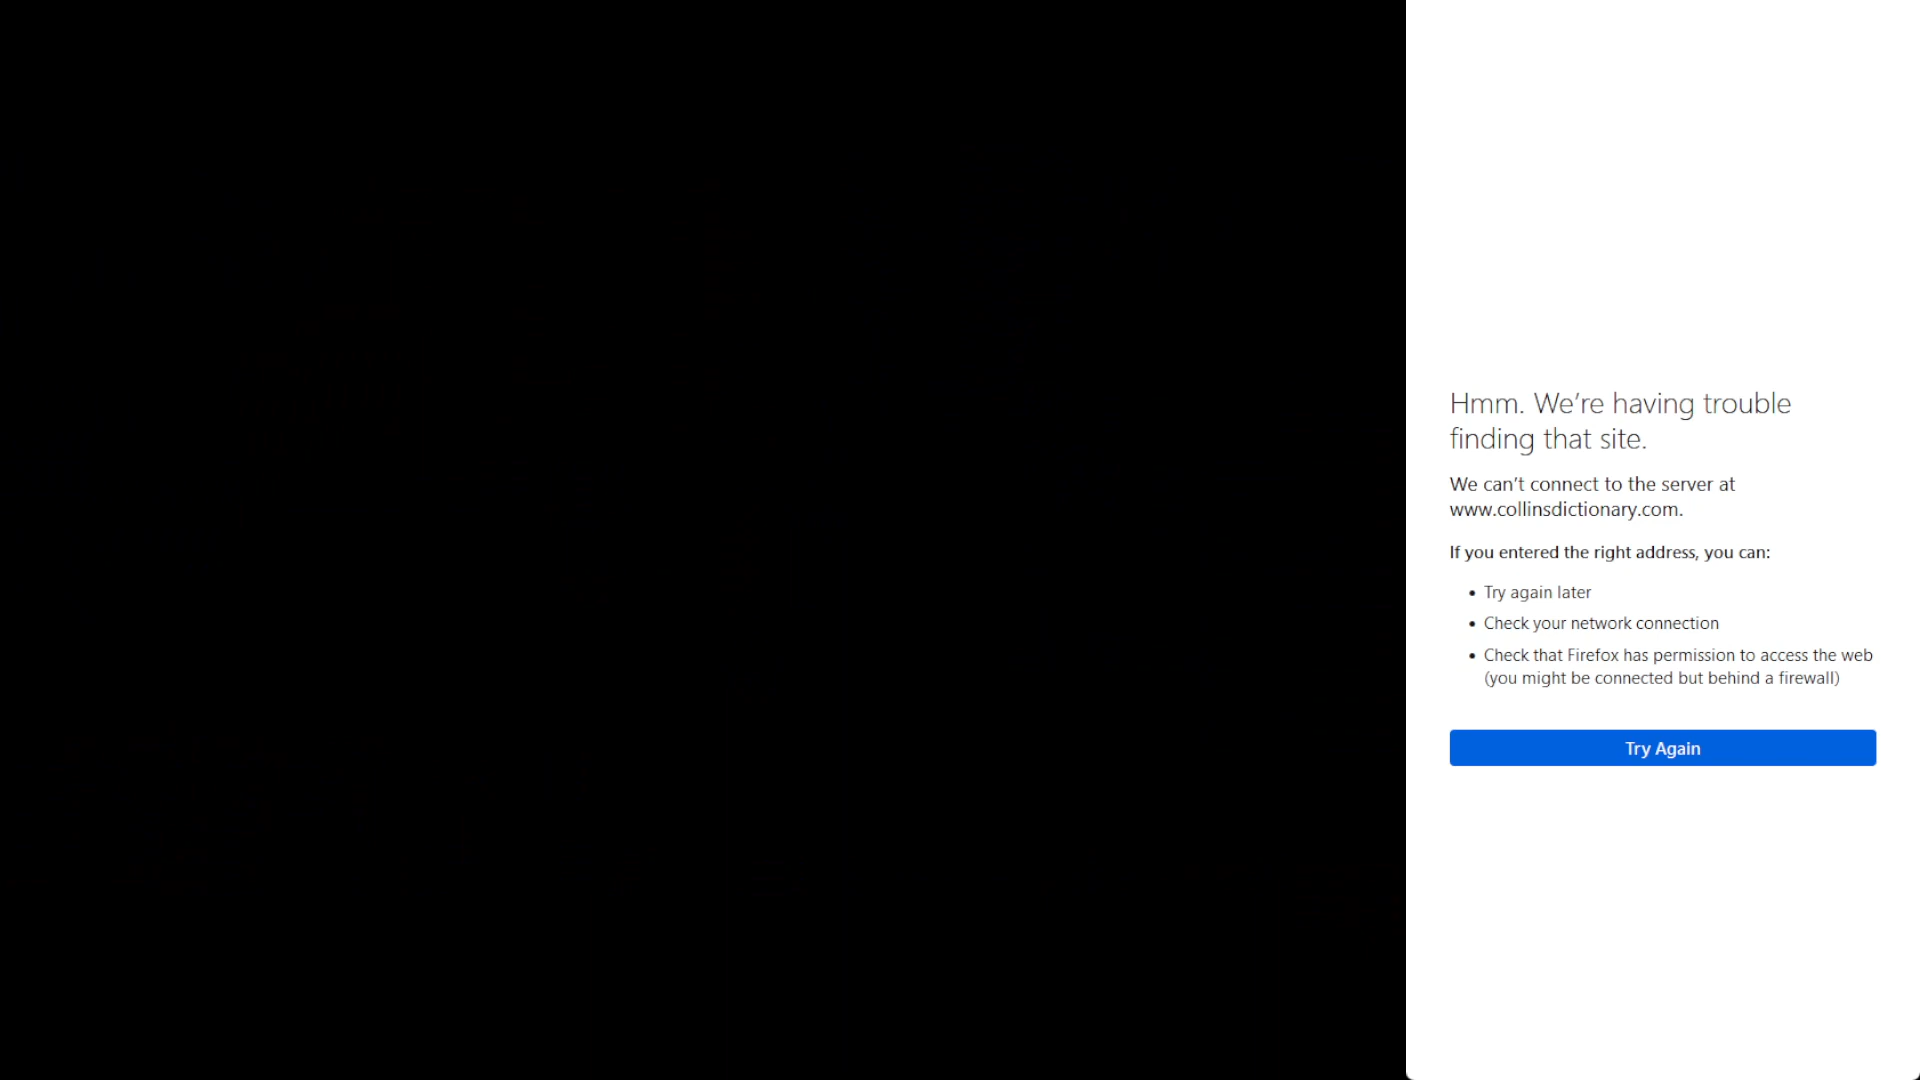 Hmm. We’re having trouble
finding that site.
We can’t connect to the server at
www.collinsdictionary.com.
If you entered the right address, you can:
• Try again later
• Check your network connection
• Check that Firefox has permission to access the web
(you might be connected but behind a firewall)
Try Again